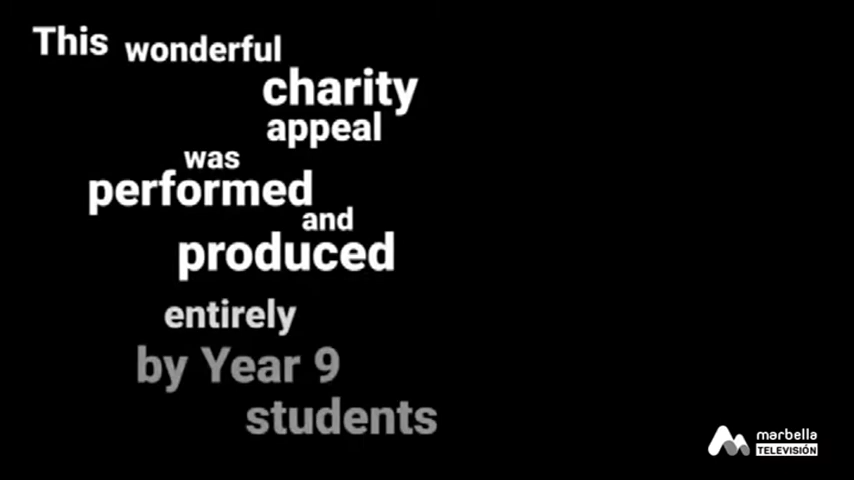 This wonderful
charity
appeal
was
performed
and
produced
entirely
by Year 9
students
marbella
TELEVISIÓN